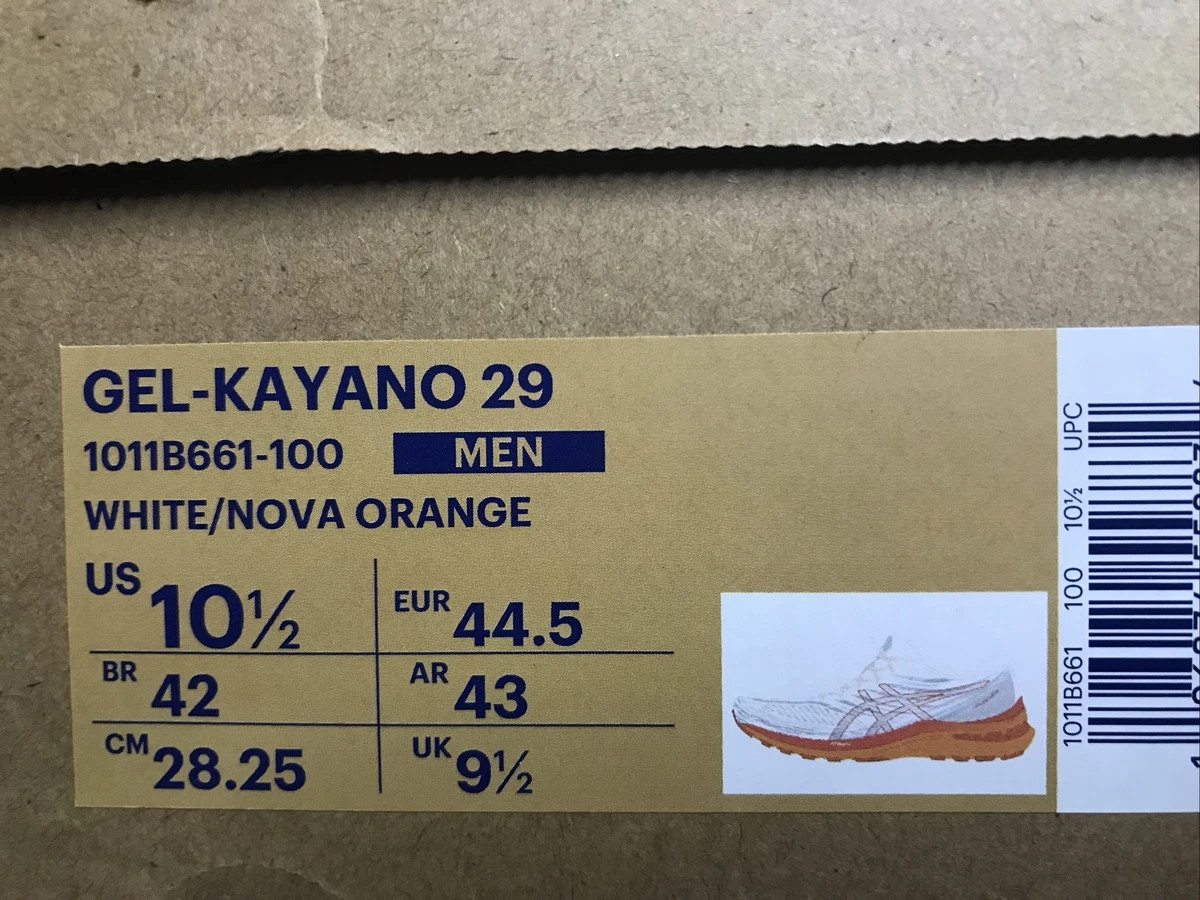 GEL-KAYANO 29
1011B661-100 MEN
WHITE/NOVA ORANGE
US 10½ EUR 44.5
BR 42 AR 43
CM 28.25 UK 9½
1011B661 100 10½ UPC